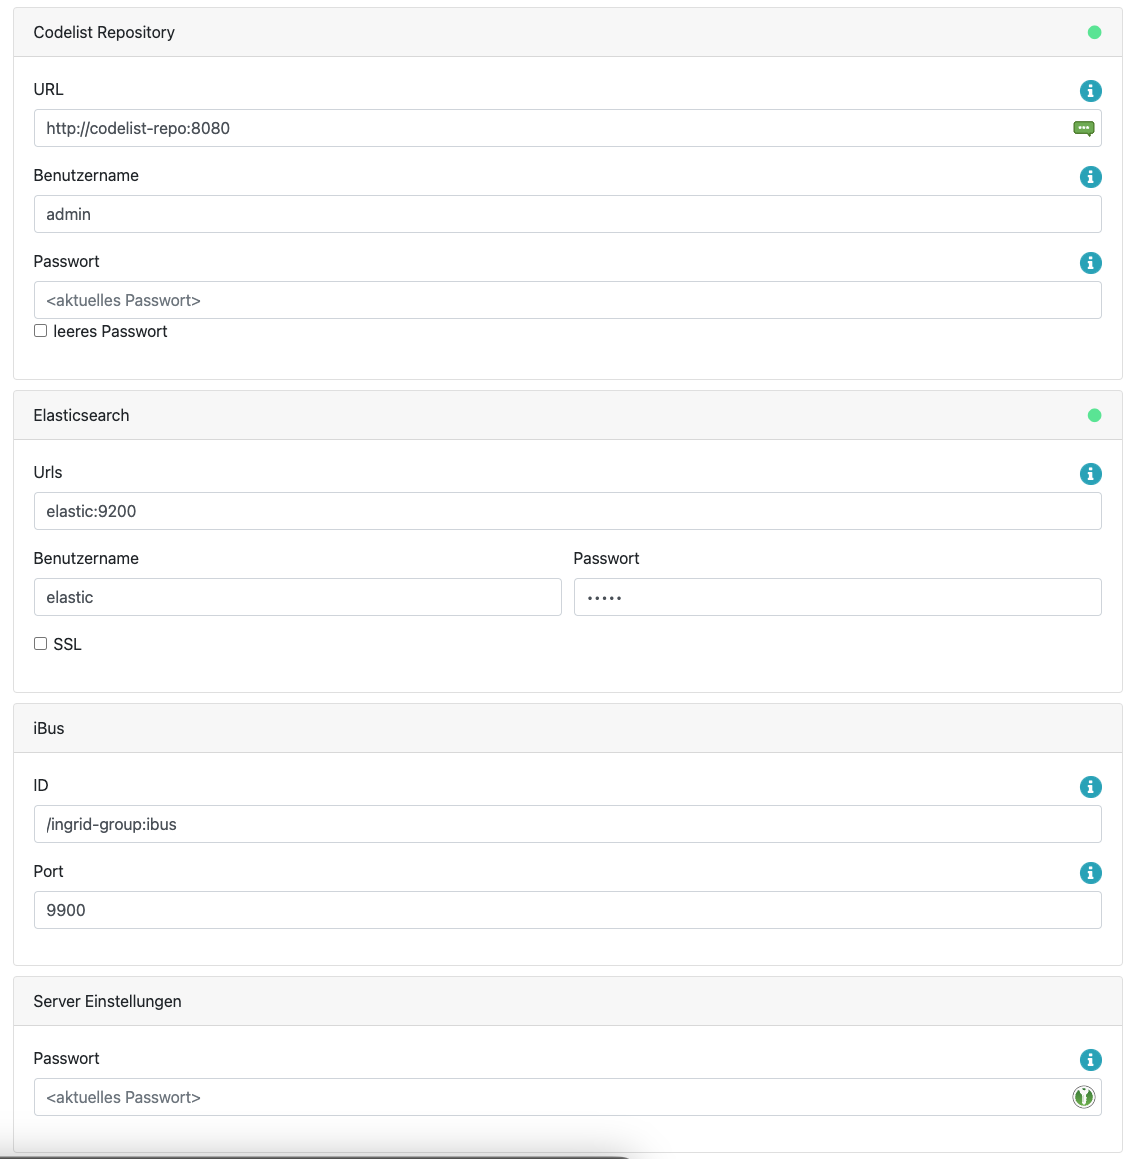 Codelist Repository
URL
http://codelist-repo:8080
Benutzername
admin
Passwort
<aktuelles Passwort>
leeres Passwort
Elasticsearch
Urls
elastic:9200
Benutzername Passwort
elastic •••••
SSL
iBus
ID
/ingrid-group:ibus
Port
9900
Server Einstellungen
Passwort
<aktuelles Passwort>